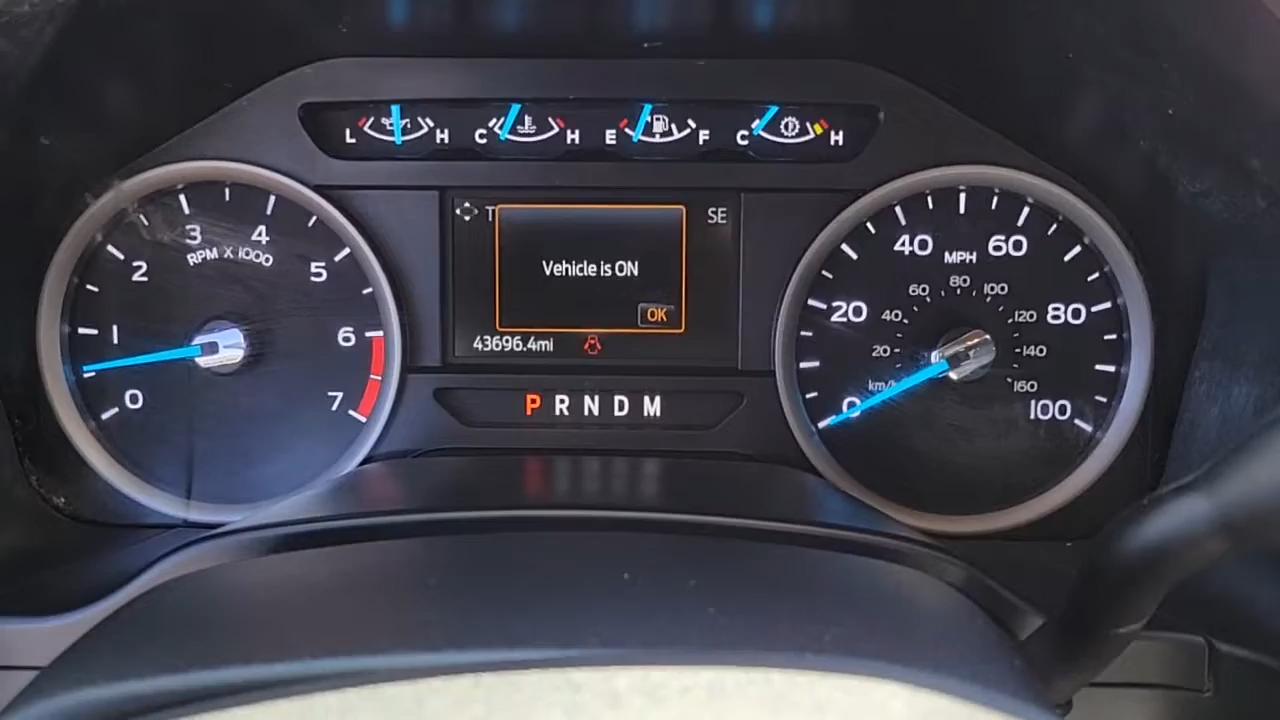 L H C H E F C H
T SE
Vehicle is ON
OK
43696.4mi
P R N D M
0 1 2 3 4 5 6 7
RPM X 1000
0 20 40 60 80 100
MPH
20 40 60 80 100 120 140 160
km/h